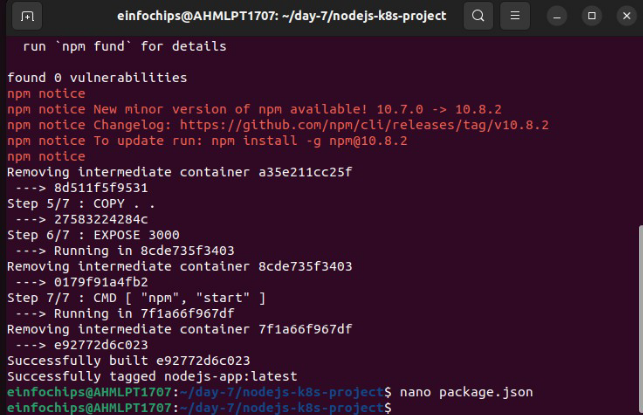 einfochips@AHMLPT1707: ~/day-7/nodejs-k8s-project
run `npm fund` for details
found 0 vulnerabilities
npm notice
npm notice New minor version of npm available! 10.7.0 -> 10.8.2
npm notice Changelog: https://github.com/npm/cli/releases/tag/v10.8.2
npm notice To update run: npm install -g npm@10.8.2
npm notice
Removing intermediate container a35e211cc25f
---> 8d511f5f9531
Step 5/7 : COPY . .
---> 27583224284c
Step 6/7 : EXPOSE 3000
---> Running in 8cde735f3403
Removing intermediate container 8cde735f3403
---> 0179f91a4fb2
Step 7/7 : CMD [ "npm", "start" ]
---> Running in 7f1a66f967df
Removing intermediate container 7f1a66f967df
---> e92772d6c023
Successfully built e92772d6c023
Successfully tagged nodejs-app:latest
einfochips@AHMLPT1707:~/day-7/nodejs-k8s-project$ nano package.json
einfochips@AHMLPT1707:~/day-7/nodejs-k8s-project$